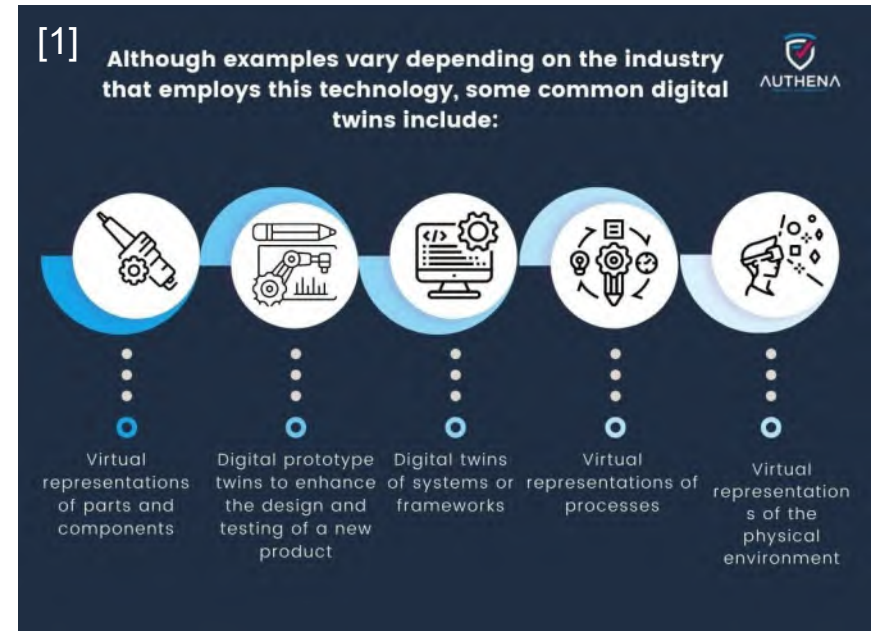 [1]
Although examples vary depending on the industry
that employs this technology, some common digital
twins include:
AUTHENA
</>
Virtual
representations
of parts and
components
Digital prototype
twins to enhance
the design and
testing of a new
product
Digital twins
of systems or
frameworks
Virtual
representations of
processes
Virtual
representation
s of the
physical
environment